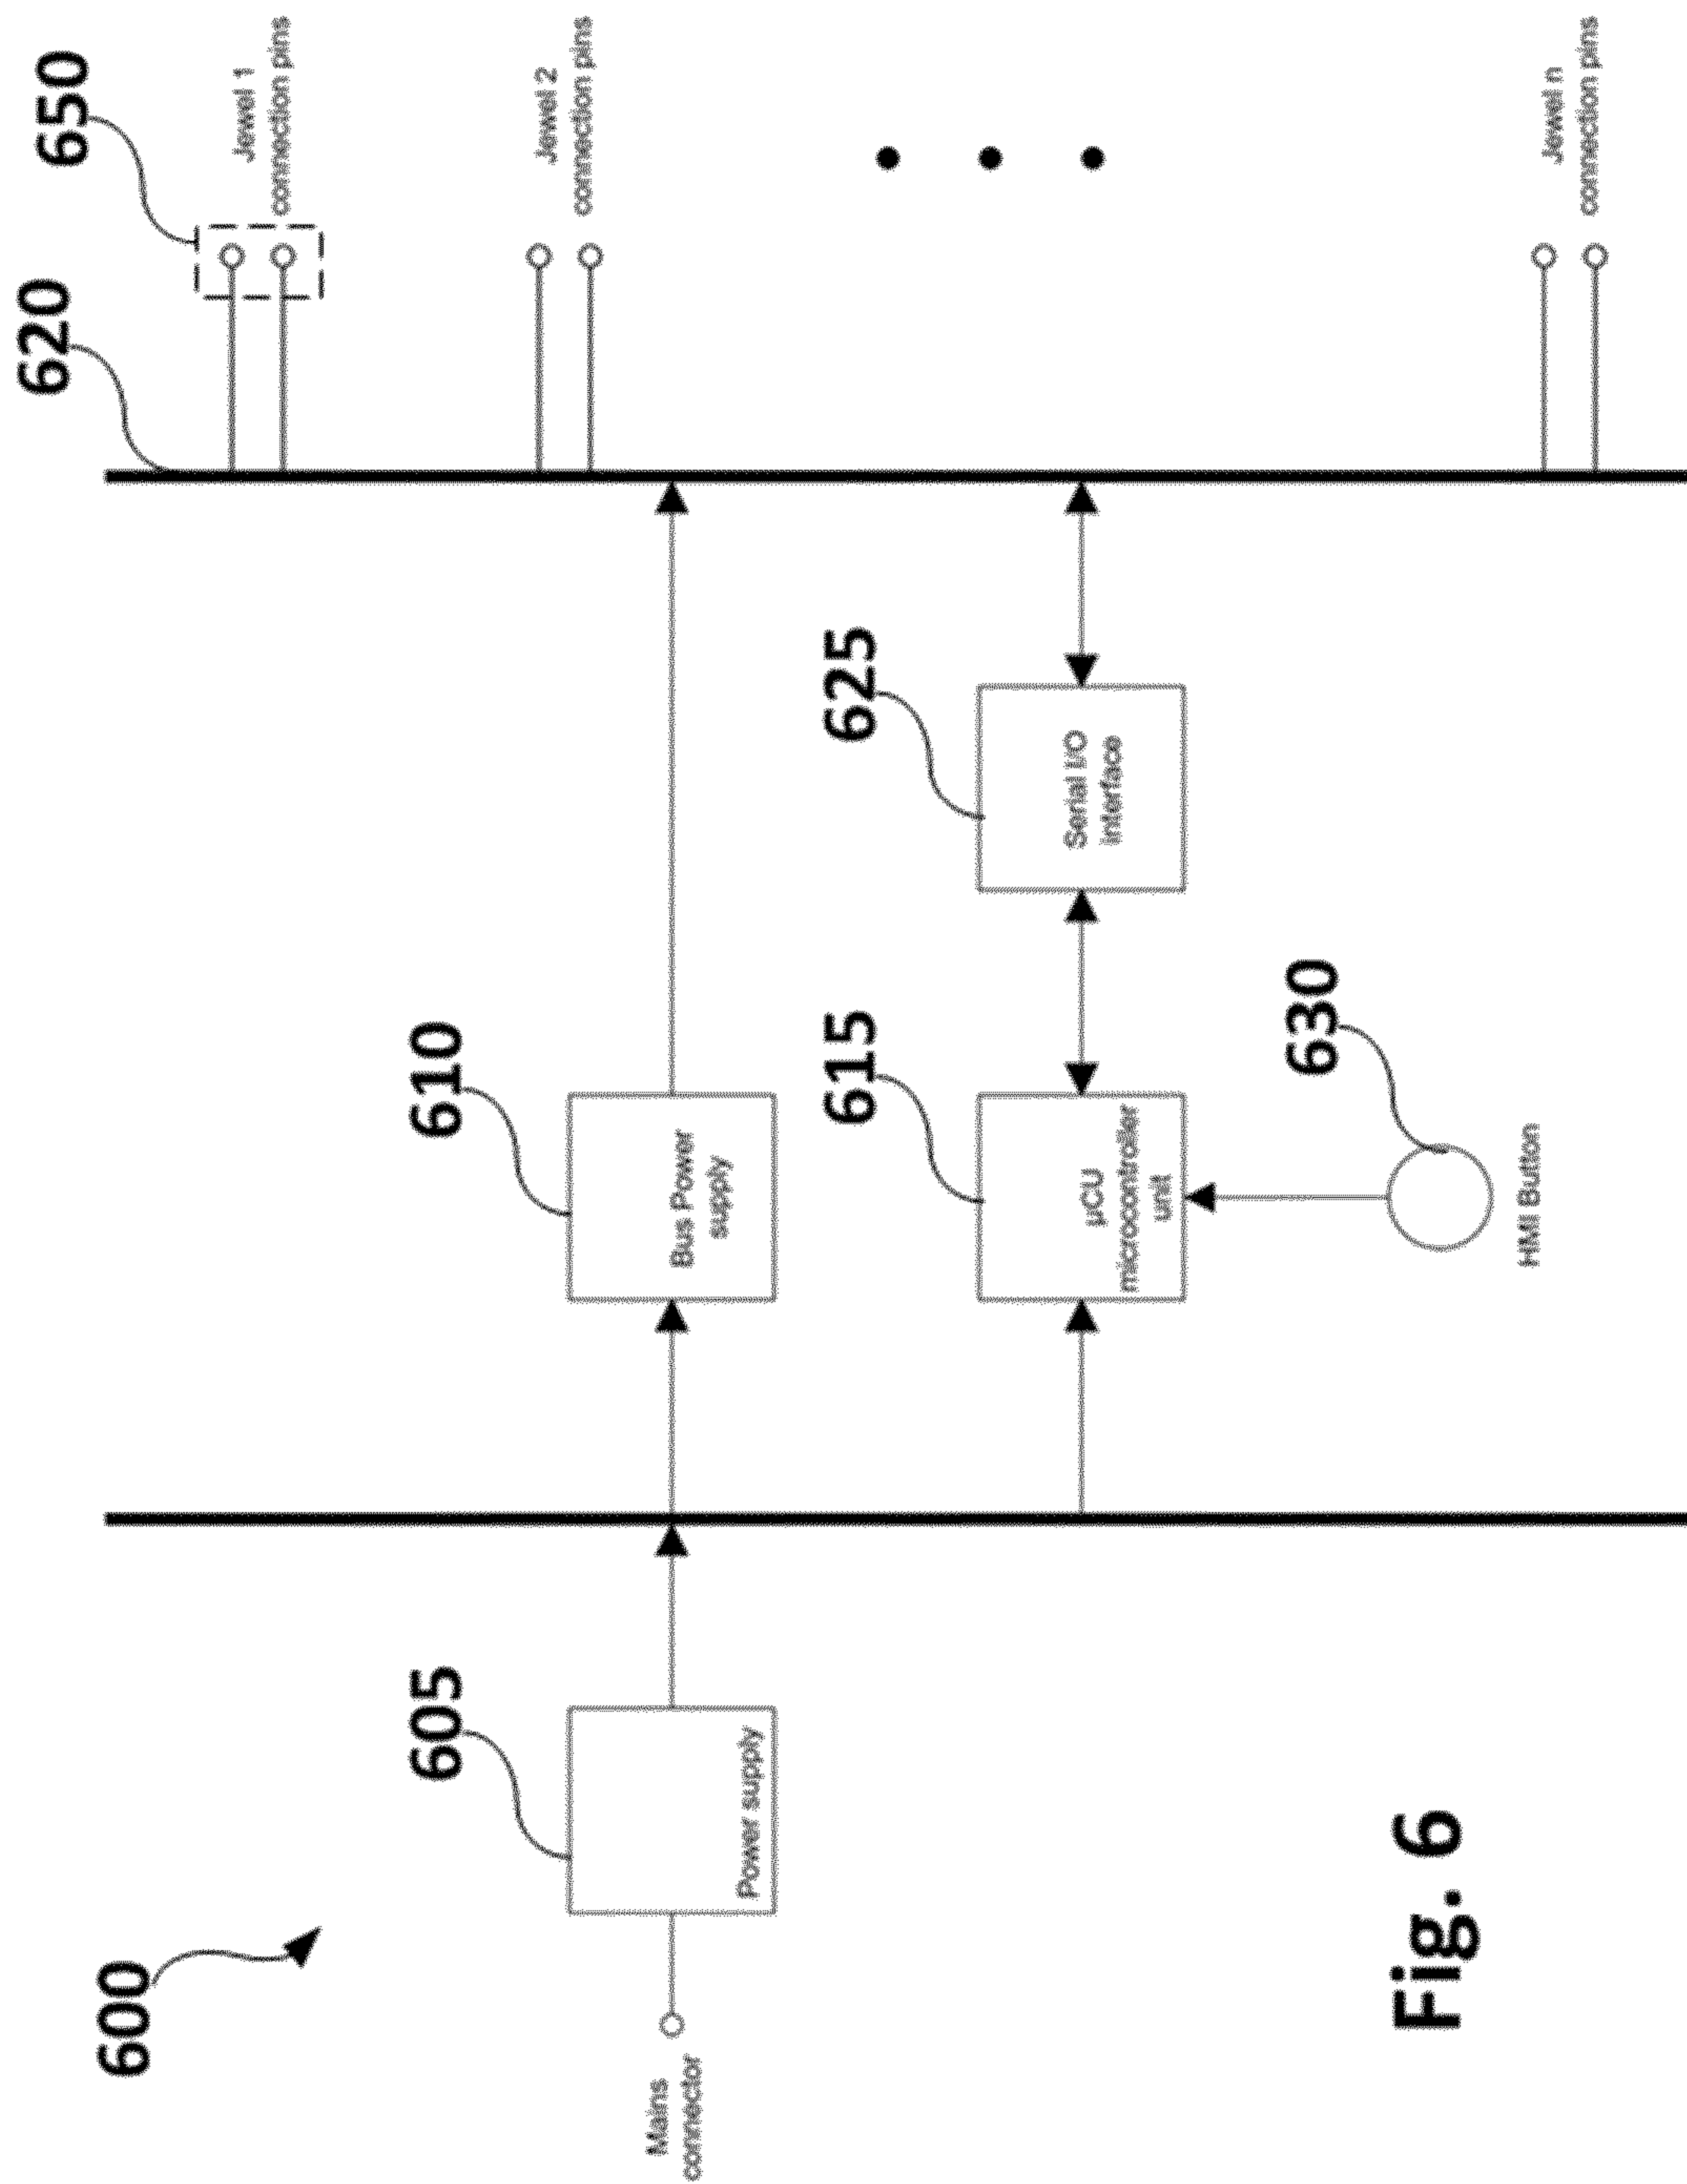 600
Mains
connector
605
Power supply
610
Bus Power
supply
615
µCU
microcontroller
unit
630
HMI Button
625
Serial I/O
interface
620
650
Jewel 1
connection pins
Jewel 2
connection pins
Jewel n
connection pins
Fig. 6